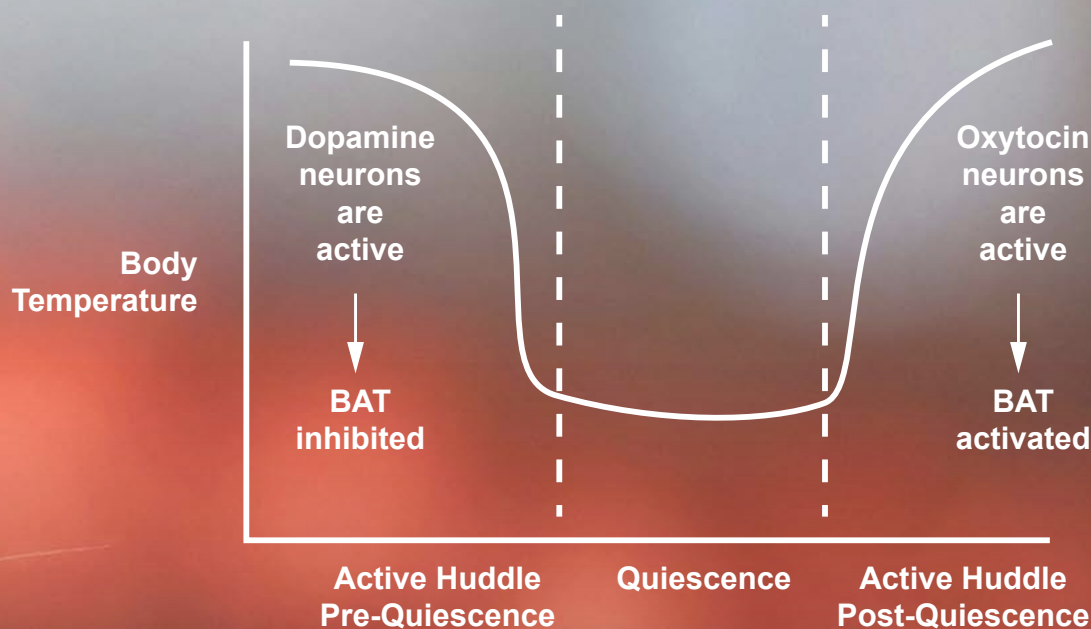 Dopamine
neurons
are
active
BAT
inhibited
Oxytocin
neurons
are
active
BAT
activated
Body
Temperature
Active Huddle
Pre-Quiescence
Quiescence
Active Huddle
Post-Quiescence